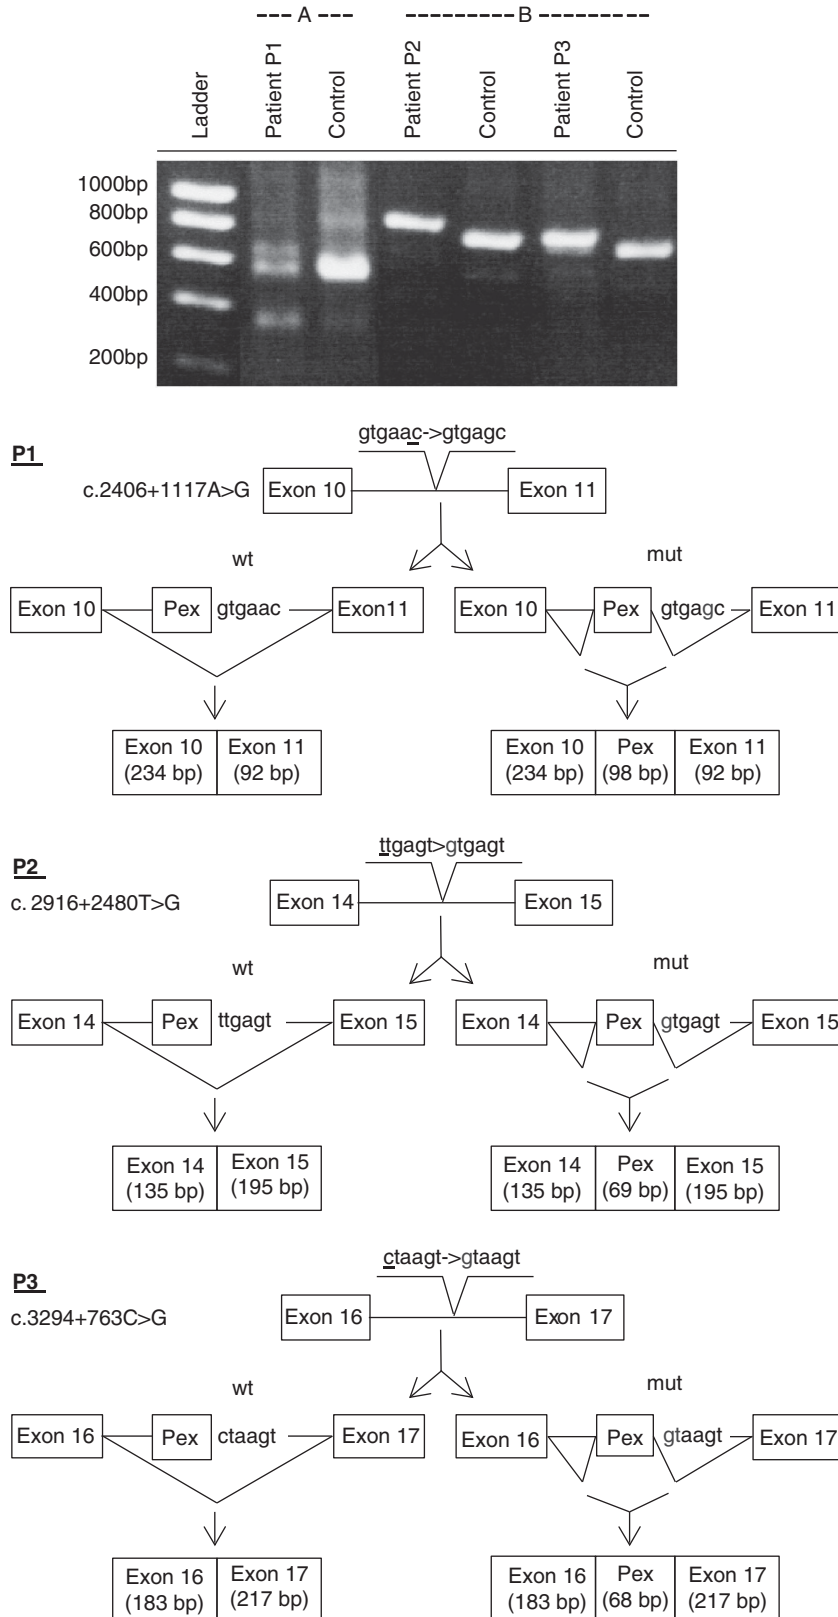 --- A ---
----- B --------
Ladder
Patient P1
Control
Patient P2
Control
Patient P3
Control
1000bp
800bp
600bp
400bp
200bp
P1
gtgaac->gtgagc
c.2406+1117A>G
Exon 10
Exon 11
wt
mut
Exon 10
Pex
gtgaac
Exon11
Exon 10
Pex
gtgagc
Exon 11
Exon 10
(234 bp)
Exon 11
(92 bp)
Exon 10
(234 bp)
Pex
(98 bp)
Exon 11
(92 bp)
P2
ttgagt>gtgagt
c. 2916+2480T>G
Exon 14
Exon 15
wt
mut
Exon 14
Pex
ttgagt
Exon 15
Exon 14
Pex
gtgagt
Exon 15
Exon 14
(135 bp)
Exon 15
(195 bp)
Exon 14
(135 bp)
Pex
(69 bp)
Exon 15
(195 bp)
P3
ctaagt->gtaagt
c.3294+763C>G
Exon 16
Exon 17
wt
mut
Exon 16
Pex
ctaagt
Exon 17
Exon 16
Pex
gtaagt
Exon 17
Exon 16
(183 bp)
Exon 17
(217 bp)
Exon 16
(183 bp)
Pex
(68 bp)
Exon 17
(217 bp)